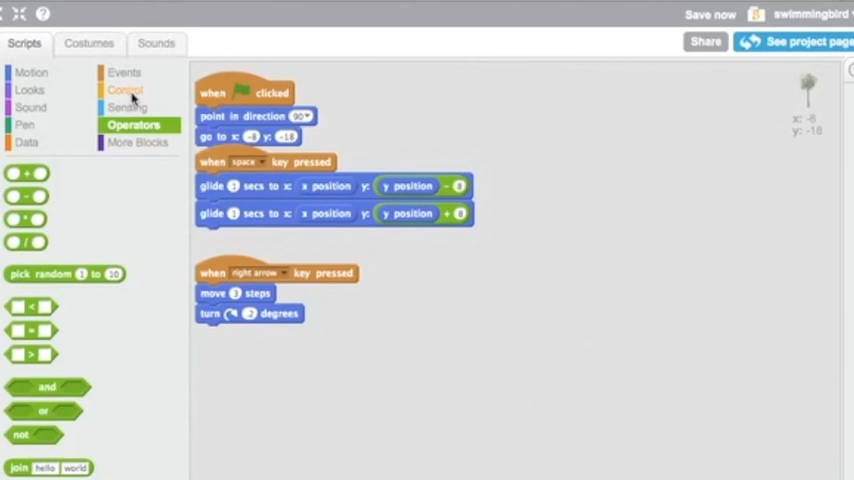 Save now
swimmingbird
Scripts
Costumes
Sounds
Share
See project page
Motion
Events
Looks
Control
Sound
Sensing
Pen
Operators
Data
More Blocks
+
-
*
/
pick random 1 to 10
<
=
>
and
or
not
join hello world
when clicked
point in direction 90
go to x: -8 y: -18
when space key pressed
glide 1 secs to x: x position y: y position - 8
glide 1 secs to x: x position y: y position + 8
when right arrow key pressed
move 3 steps
turn -2 degrees
x: -8
y: -18